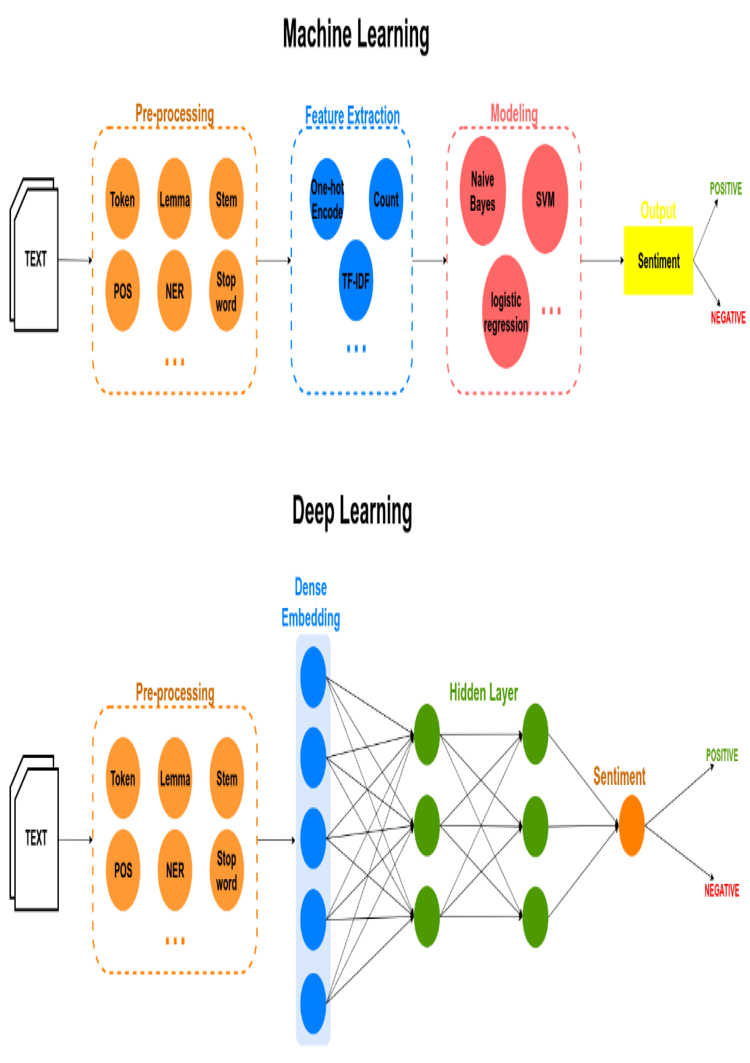 Machine Learning
Pre-processing
Feature Extraction
Modeling
TEXT
Token
Lemma
Stem
POS
NER
Stop
word
...
One-hot
Encode
Count
TF-IDF
...
Naive
Bayes
SVM
logistic
regression
...
Output
Sentiment
POSITIVE
NEGATIVE
Deep Learning
Dense
Embedding
Pre-processing
Hidden Layer
TEXT
Token
Lemma
Stem
POS
NER
Stop
word
...
Sentiment
POSITIVE
NEGATIVE